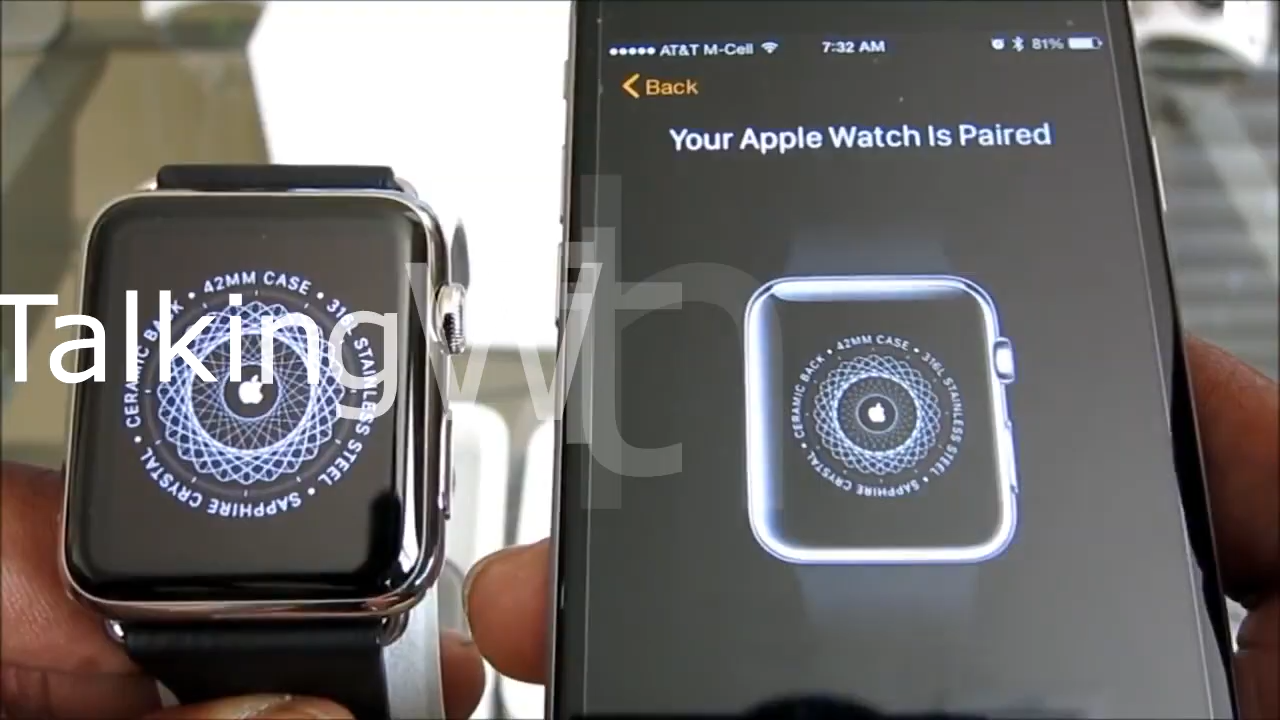 AT&T M-Cell 7:32 AM 81%
Back
Your Apple Watch Is Paired
42MM CASE • 316L STAINLESS STEEL • SAPPHIRE CRYSTAL • CERAMIC BACK •
42MM CASE • 316L STAINLESS STEEL • SAPPHIRE CRYSTAL • CERAMIC BACK •
Talkingwith